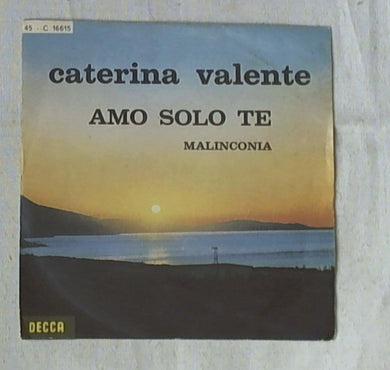 45 - C 16615
caterina valente
AMO SOLO TE
MALINCONIA
DECCA